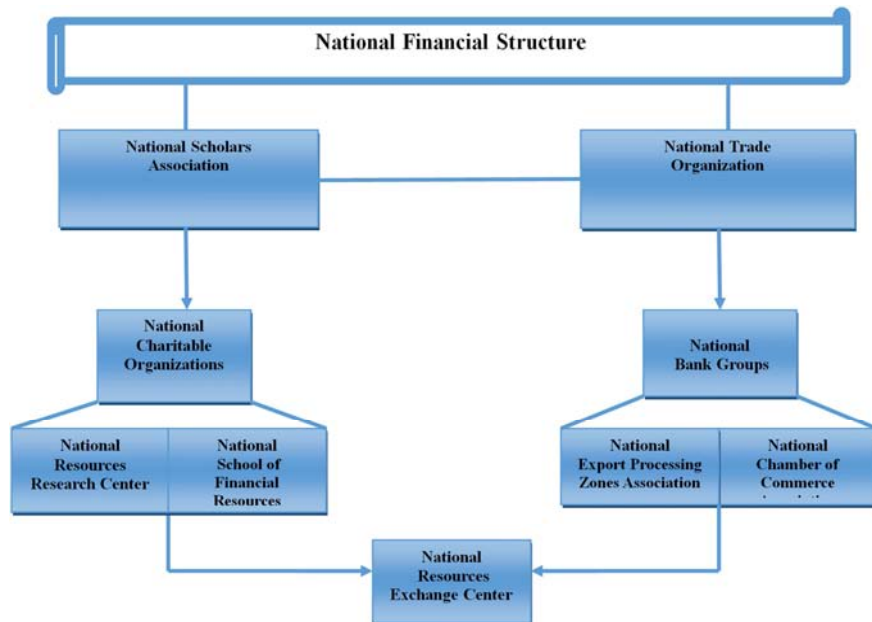 National Financial Structure
National Scholars
Association
National Trade
Organization
National
Charitable
Organizations
National
Bank Groups
National
Resources
Research Center
National
School of
Financial
Resources
National
Export Processing
Zones Association
National
Chamber of
Commerce
National
Resources
Exchange Center